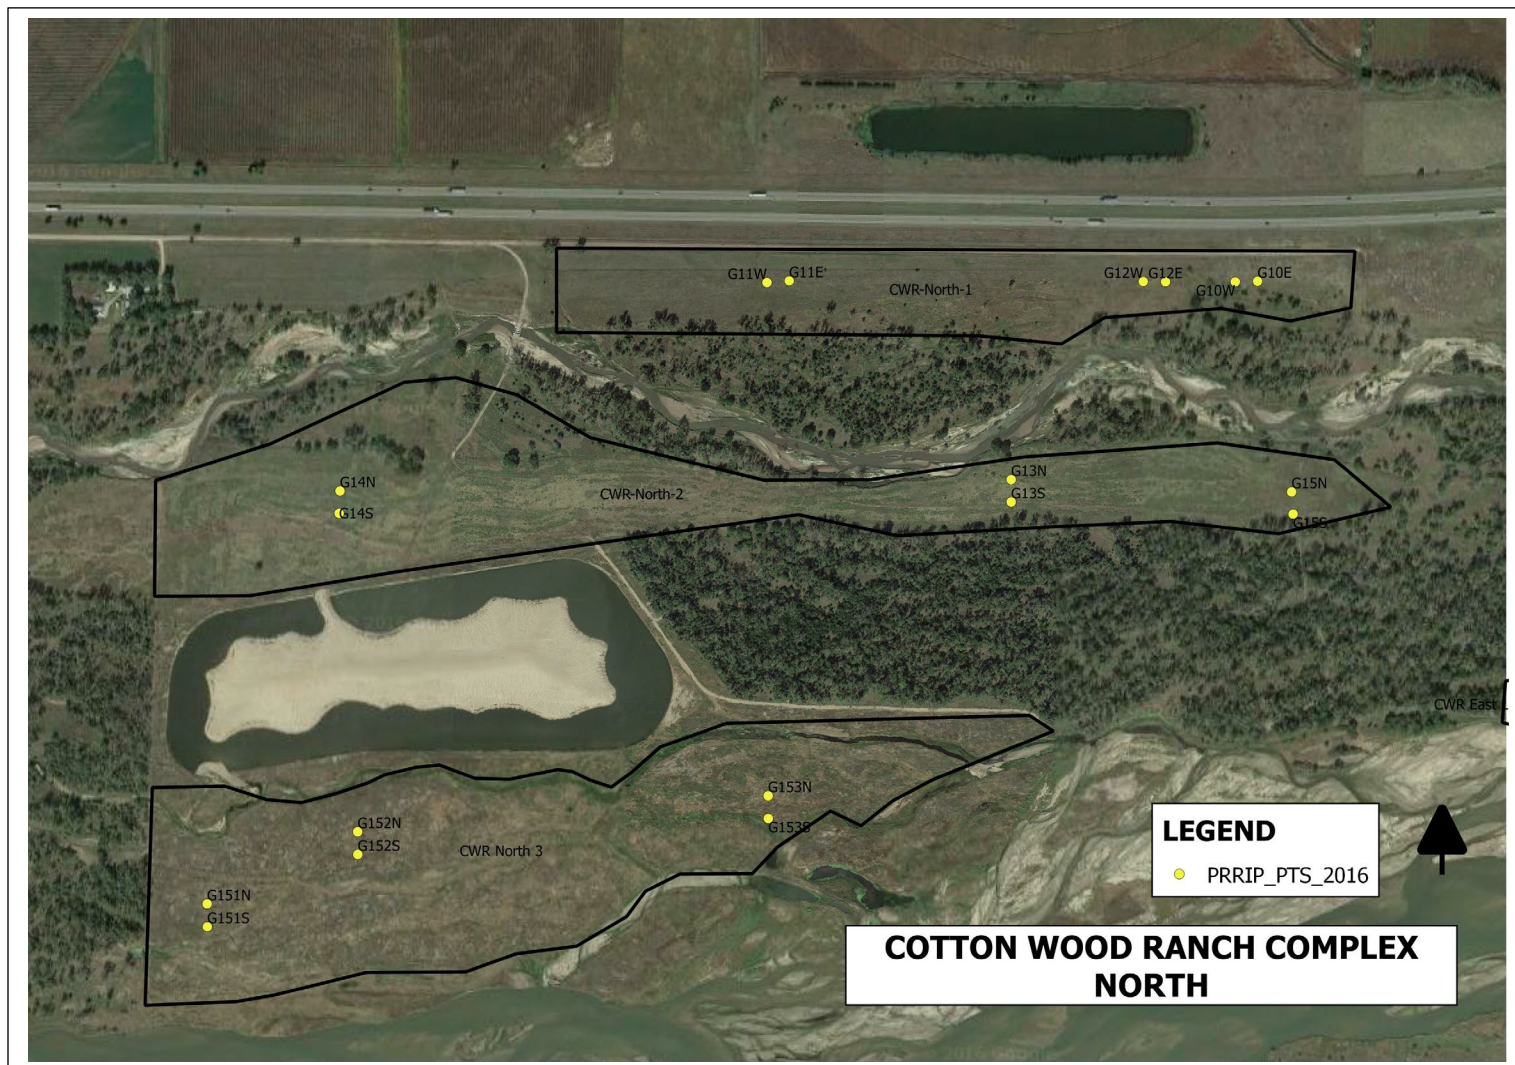 G11W
G11E
G12W
G12E
G10W
G10E
CWR-North-1
G14N
G14S
CWR-North-2
G13N
G13S
G15N
G15S
CWR East
G153N
G153S
G152N
G152S
CWR North 3
G151N
G151S
LEGEND
PRRIP_PTS_2016
COTTON WOOD RANCH COMPLEX
NORTH